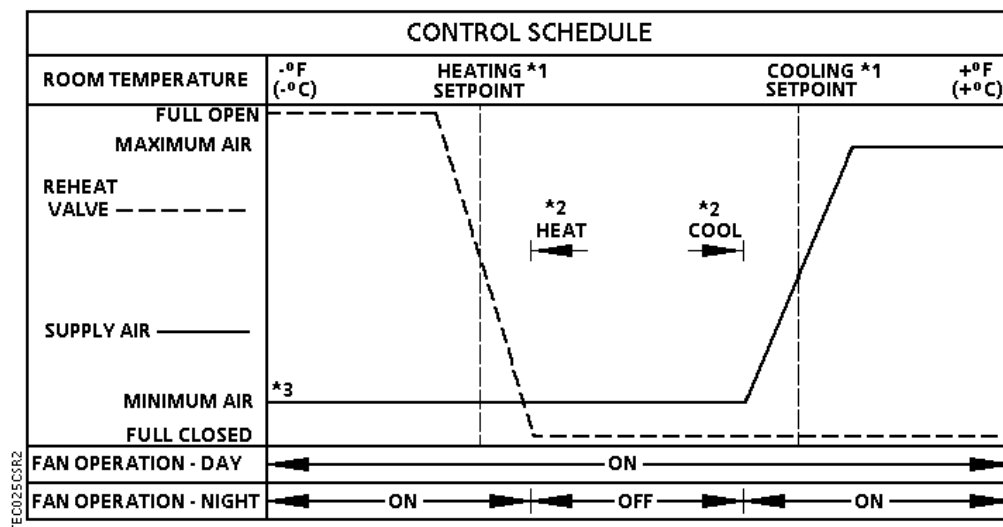 CONTROL SCHEDULE
ROOM TEMPERATURE
-°F
(-°C)
HEATING *1
SETPOINT
COOLING *1
SETPOINT
+°F
(+°C)
FULL OPEN
MAXIMUM AIR
REHEAT
VALVE
*2
HEAT
*2
COOL
SUPPLY AIR
*3
MINIMUM AIR
FULL CLOSED
FAN OPERATION - DAY
ON
FAN OPERATION - NIGHT
ON
OFF
ON